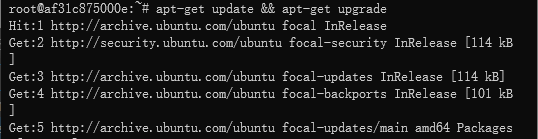 root@af31c875000e:~# apt-get update && apt-get upgrade
Hit:1 http://archive.ubuntu.com/ubuntu focal InRelease
Get:2 http://security.ubuntu.com/ubuntu focal-security InRelease [114 kB
]
Get:3 http://archive.ubuntu.com/ubuntu focal-updates InRelease [114 kB]
Get:4 http://archive.ubuntu.com/ubuntu focal-backports InRelease [101 kB
]
Get:5 http://archive.ubuntu.com/ubuntu focal-updates/main amd64 Packages